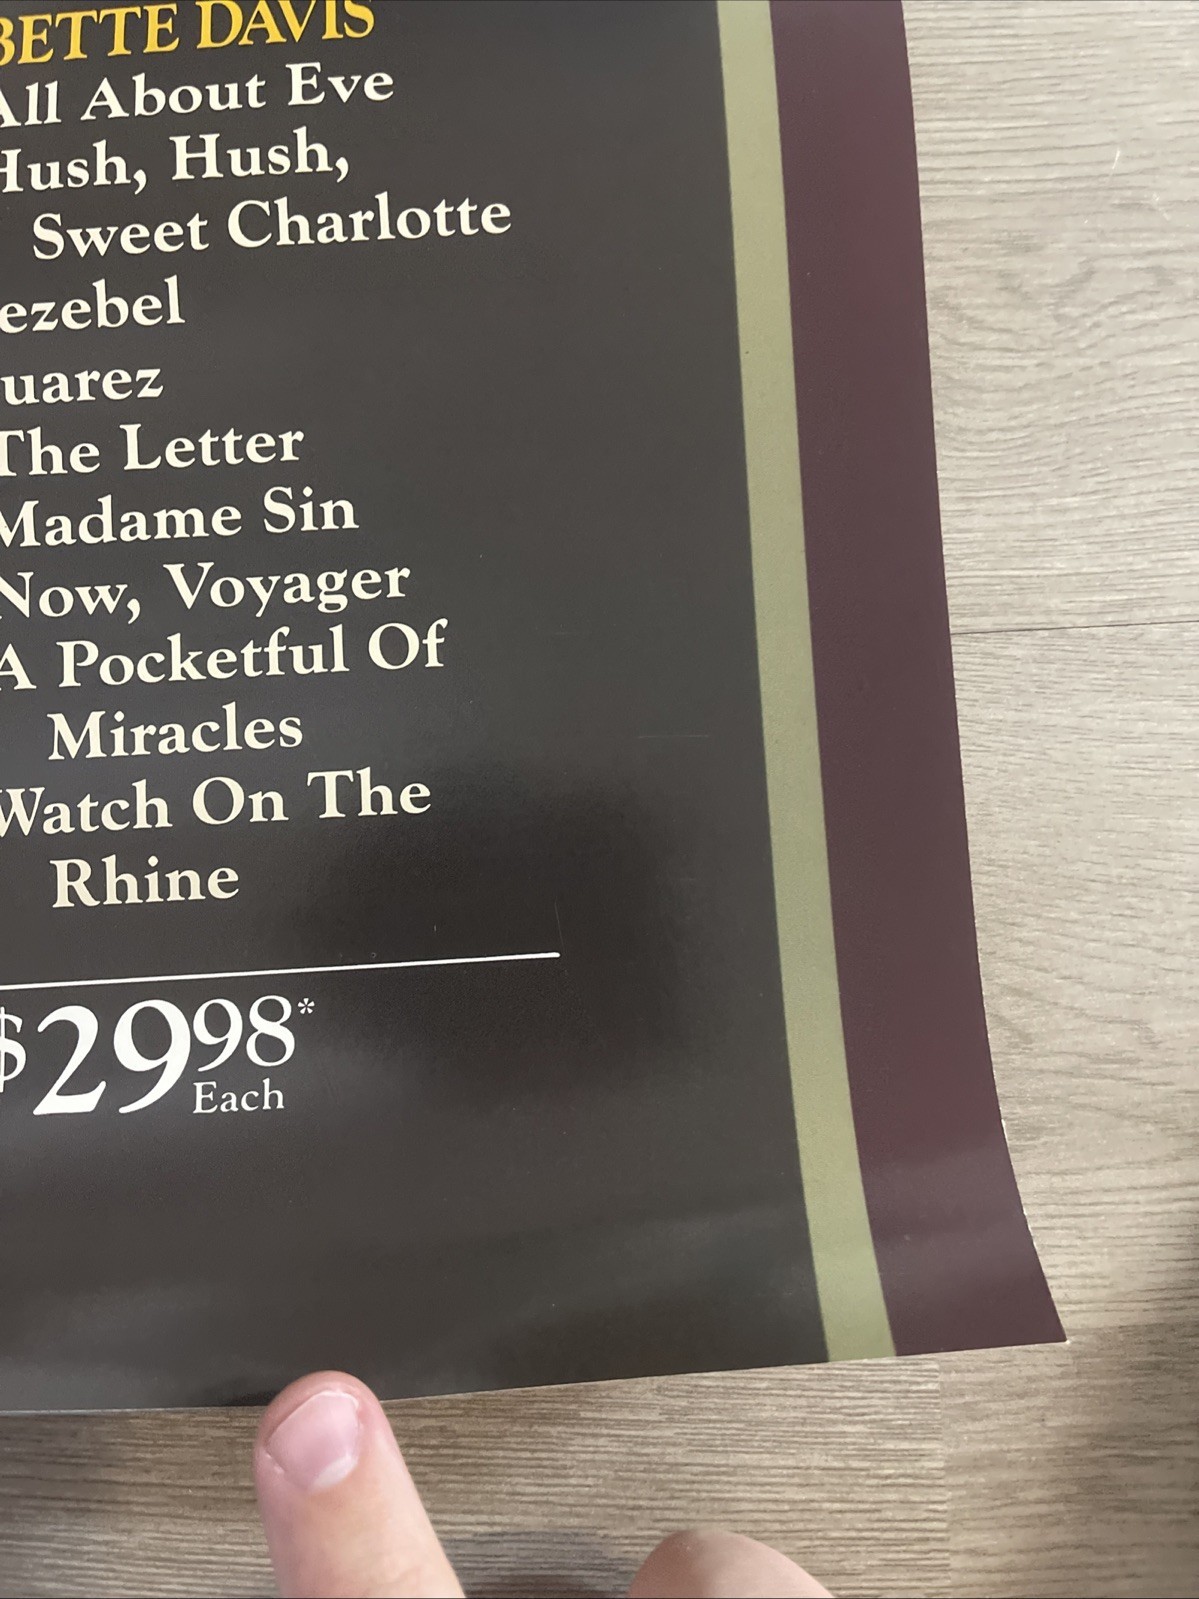 BETTE DAVIS
All About Eve
Hush, Hush,
Sweet Charlotte
ezebel
uarez
The Letter
Madame Sin
Now, Voyager
A Pocketful Of
Miracles
Watch On The
Rhine
$29 98*
Each